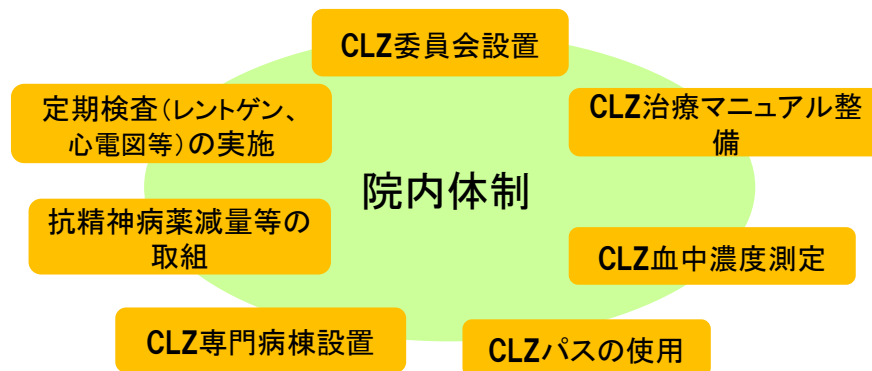 CLZ委員会設置
定期検査(レントゲン、
心電図等)の実施
CLZ治療マニュアル整
備
院内体制
抗精神病薬減量等の
取組
CLZ血中濃度測定
CLZ専門病棟設置
CLZパスの使用